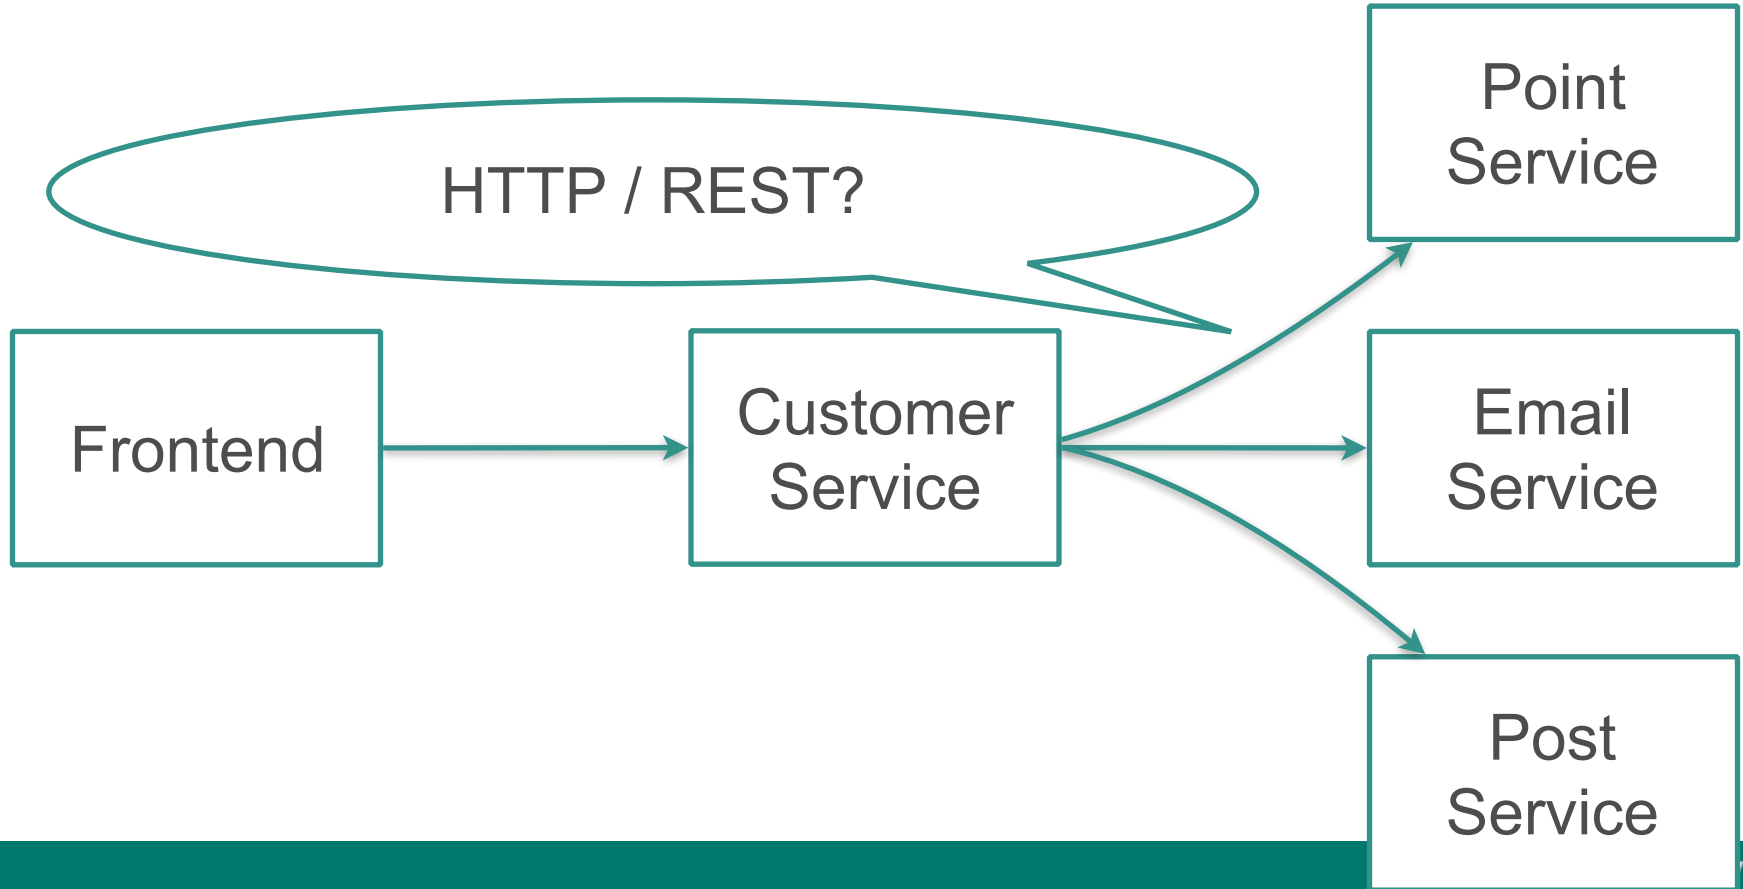 Point
Service
HTTP / REST?
Frontend
Customer
Service
Email
Service
Post
Service